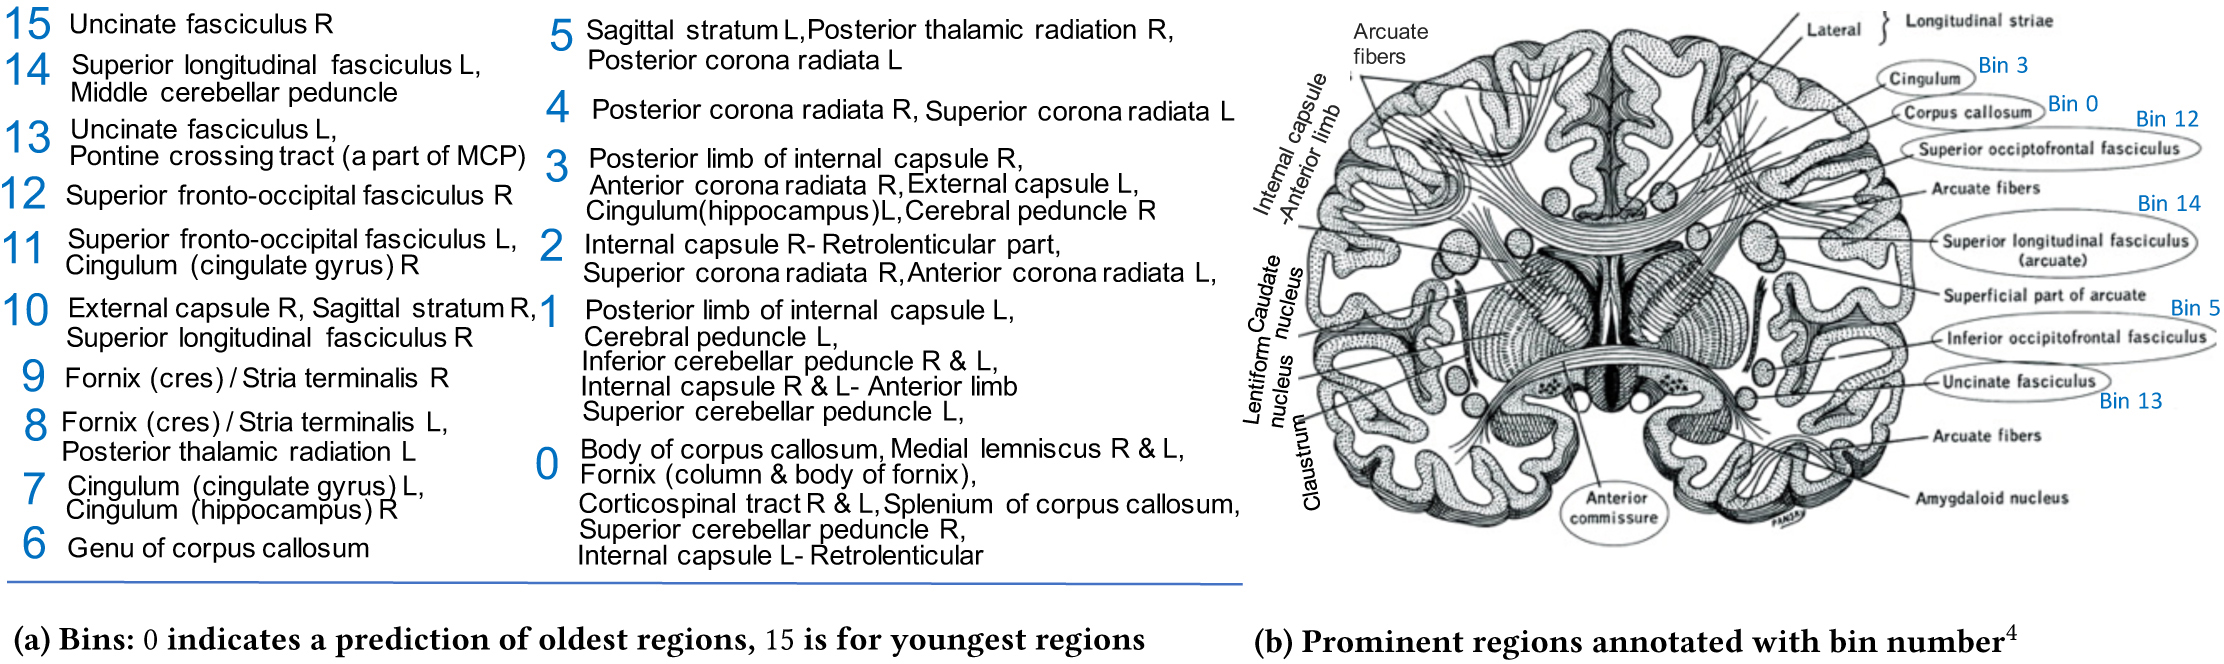 15 Uncinate fasciculus R
14 Superior longitudinal fasciculus L,
Middle cerebellar peduncle
13 Uncinate fasciculus L,
Pontine crossing tract (a part of MCP)
12 Superior fronto-occipital fasciculus R
11 Superior fronto-occipital fasciculus L,
Cingulum (cingulate gyrus) R
10 External capsule R, Sagittal stratum R,
Superior longitudinal fasciculus R
9 Fornix (cres) / Stria terminalis R
8 Fornix (cres) / Stria terminalis L,
Posterior thalamic radiation L
7 Cingulum (cingulate gyrus) L,
Cingulum (hippocampus) R
6 Genu of corpus callosum
5 Sagittal stratum L, Posterior thalamic radiation R,
Posterior corona radiata L
4 Posterior corona radiata R, Superior corona radiata L
3 Posterior limb of internal capsule R,
Anterior corona radiata R, External capsule L,
Cingulum(hippocampus)L, Cerebral peduncle R
2 Internal capsule R- Retrolenticular part,
Superior corona radiata R, Anterior corona radiata L,
1 Posterior limb of internal capsule L,
Cerebral peduncle L,
Inferior cerebellar peduncle R & L,
Internal capsule R & L- Anterior limb
Superior cerebellar peduncle L,
0 Body of corpus callosum, Medial lemniscus R & L,
Fornix (column & body of fornix),
Corticospinal tract R & L, Splenium of corpus callosum,
Superior cerebellar peduncle R,
Internal capsule L- Retrolenticular
(a) Bins: 0 indicates a prediction of oldest regions, 15 is for youngest regions
Arcuate
fibers
Internal capsule
-Anterior limb
Caudate
nucleus
Lentiform
nucleus
Claustrum
Lateral } Longitudinal striae
Cingulum Bin 3
Corpus callosum Bin 0
Bin 12
Superior occiptofrontal fasciculus
Arcuate fibers
Bin 14
Superior longitudinal fasciculus
(arcuate)
Superficial part of arcuate
Bin 5
Inferior occipitofrontal fasciculus
Uncinate fasciculus
Bin 13
Arcuate fibers
Amygdaloid nucleus
Anterior
commissure
PANSKY
(b) Prominent regions annotated with bin number4